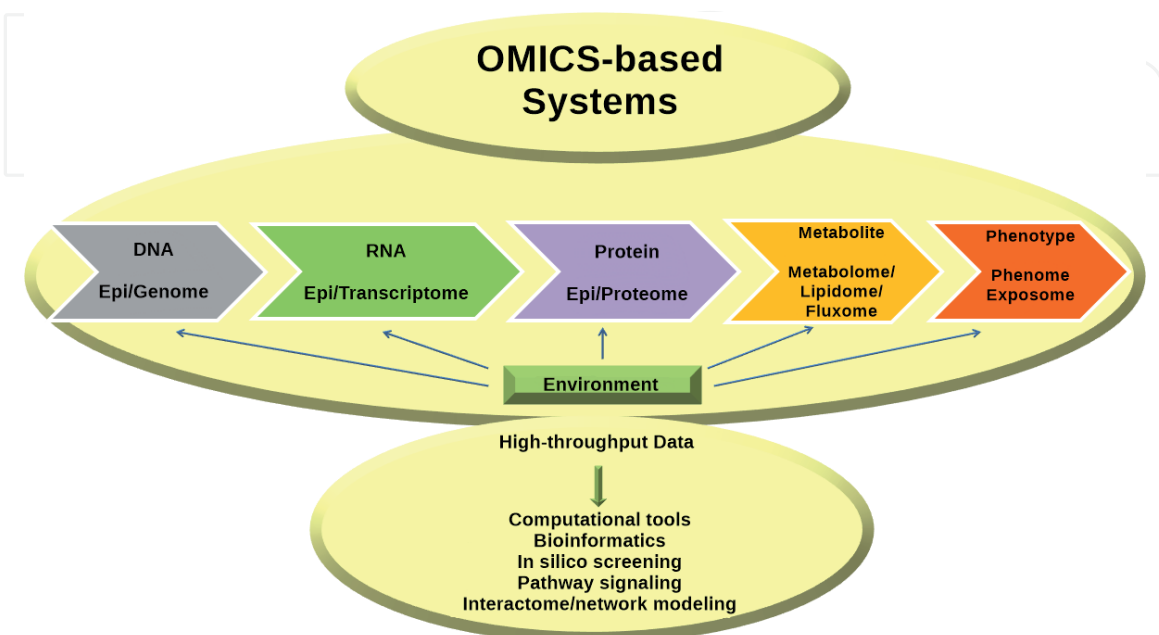 OMICS-based
Systems
DNA
Epi/Genome
RNA
Epi/Transcriptome
Protein
Epi/Proteome
Metabolite
Metabolome/
Lipidome/
Fluxome
Phenotype
Phenome
Exposome
Environment
High-throughput Data
Computational tools
Bioinformatics
In silico screening
Pathway signaling
Interactome/network modeling